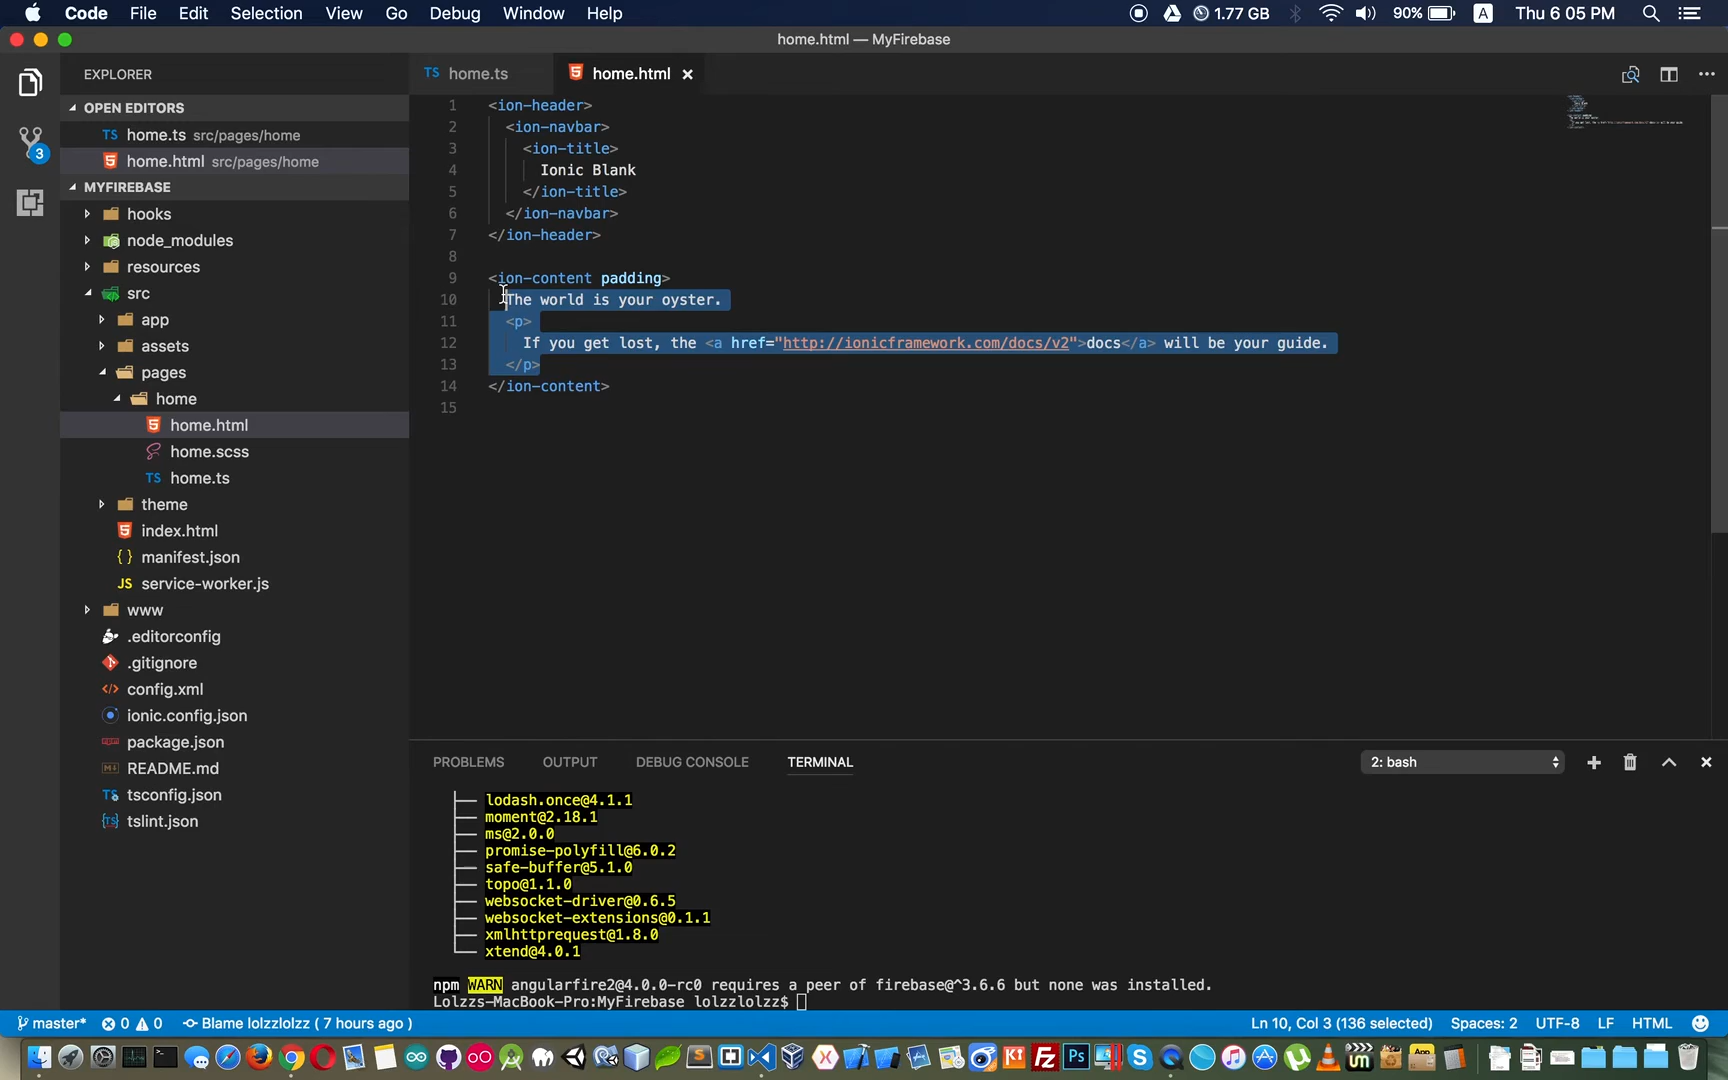 Code File Edit Selection View Go Debug Window Help 1.77 GB 90% A Thu 6 05 PM
home.html — MyFirebase
EXPLORER
TS home.ts
home.html
OPEN EDITORS
TS home.ts src/pages/home
home.html src/pages/home
3
MYFIREBASE
hooks
node_modules
resources
src
app
assets
pages
home
home.html
home.scss
TS home.ts
theme
index.html
{ } manifest.json
JS service-worker.js
www
.editorconfig
.gitignore
config.xml
ionic.config.json
package.json
README.md
tsconfig.json
tslint.json
1 <ion-header>
2 <ion-navbar>
3 <ion-title>
4 Ionic Blank
5 </ion-title>
6 </ion-navbar>
7 </ion-header>
8
9 <ion-content padding>
10 The world is your oyster.
11 <p>
12 If you get lost, the <a href="http://ionicframework.com/docs/v2">docs</a> will be your guide.
13 </p>
14 </ion-content>
15
PROBLEMS OUTPUT DEBUG CONSOLE TERMINAL 2: bash
lodash.once@4.1.1
moment@2.18.1
ms@2.0.0
promise-polyfill@6.0.2
safe-buffer@5.1.0
topo@1.1.0
websocket-driver@0.6.5
websocket-extensions@0.1.1
xmlhttprequest@1.8.0
xtend@4.0.1
npm WARN angularfire2@4.0.0-rc0 requires a peer of firebase@^3.6.6 but none was installed.
Lolzzs-MacBook-Pro:MyFirebase lolzzlolzz$
master* 0 0 Blame lolzzlolzz ( 7 hours ago ) Ln 10, Col 3 (136 selected) Spaces: 2 UTF-8 LF HTML